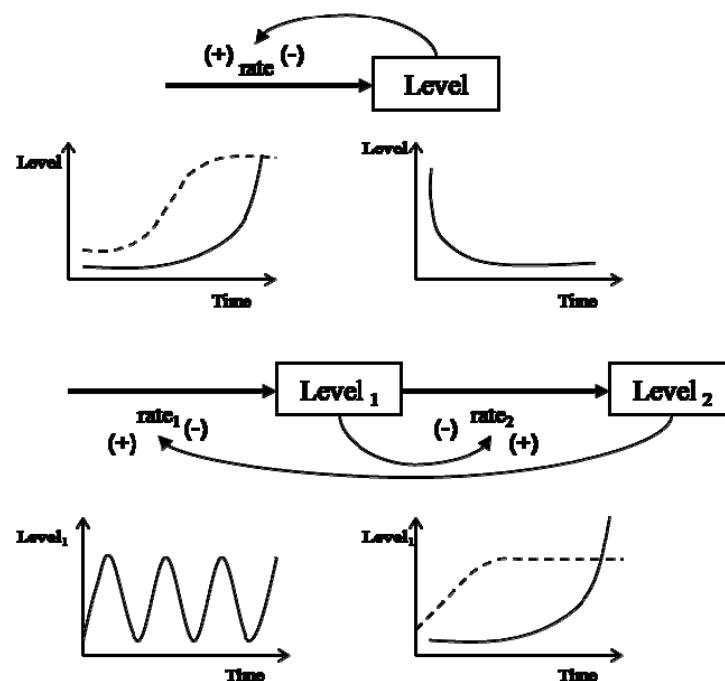 (+) rate (-)
Level
Level
Time
Level
Time
Level 1
Level 2
rate1
(+) (-)
rate2
(-) (+)
Level1
Time
Level1
Time